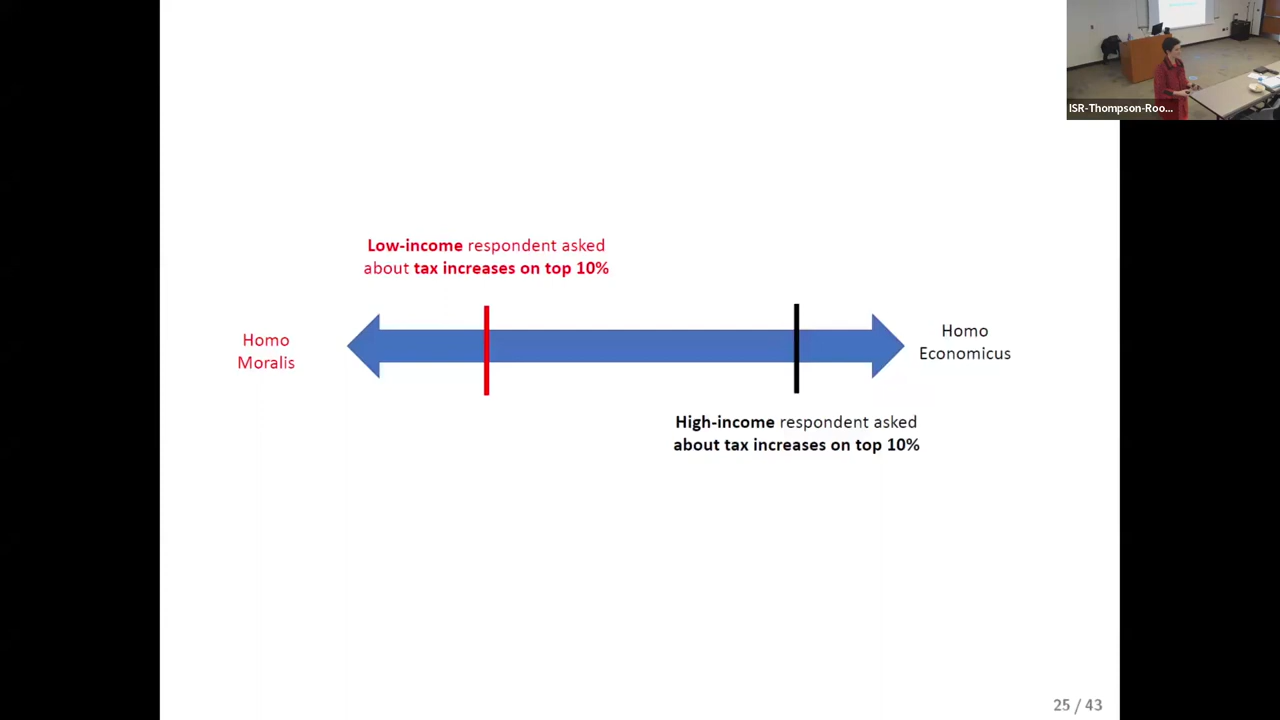 ISR-Thompson-Roo...
Low-income respondent asked
about tax increases on top 10%
Homo
Moralis
Homo
Economicus
High-income respondent asked
about tax increases on top 10%
25 / 43